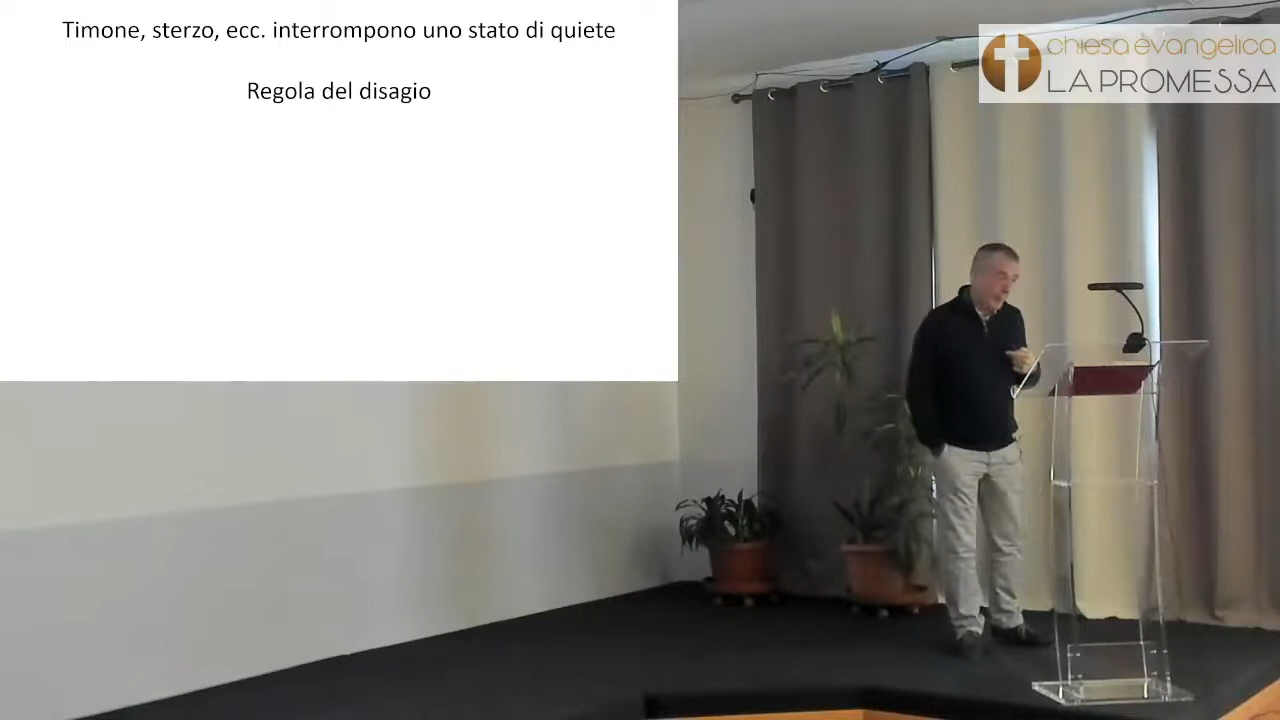 Timone, sterzo, ecc. interrompono uno stato di quiete
Regola del disagio
chiesa evangelica
LA PROMESSA